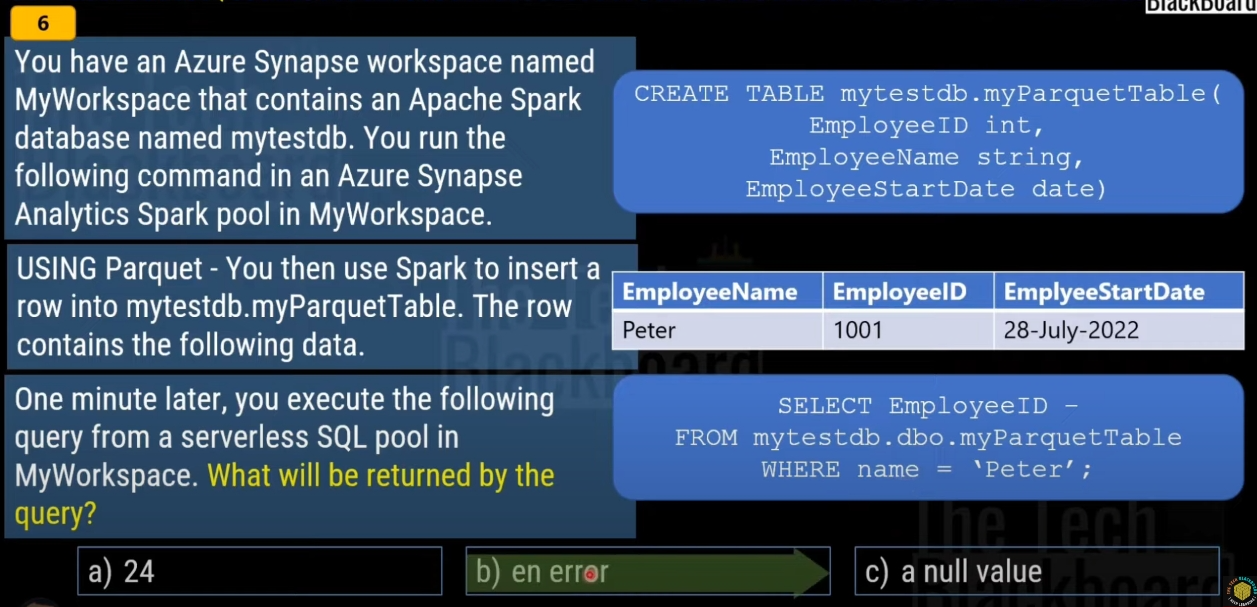 BlackBoard
6
You have an Azure Synapse workspace named
MyWorkspace that contains an Apache Spark
database named mytestdb. You run the
following command in an Azure Synapse
Analytics Spark pool in MyWorkspace.
CREATE TABLE mytestdb.myParquetTable(
EmployeeID int,
EmployeeName string,
EmployeeStartDate date)
USING Parquet - You then use Spark to insert a
row into mytestdb.myParquetTable. The row
contains the following data.
EmployeeName EmployeeID EmplyeeStartDate
Peter 1001 28-July-2022
One minute later, you execute the following
query from a serverless SQL pool in
MyWorkspace. What will be returned by the
query?
SELECT EmployeeID –
FROM mytestdb.dbo.myParquetTable
WHERE name = ‘Peter’;
The Tech
Blackboard
a) 24
b) en error
c) a null value